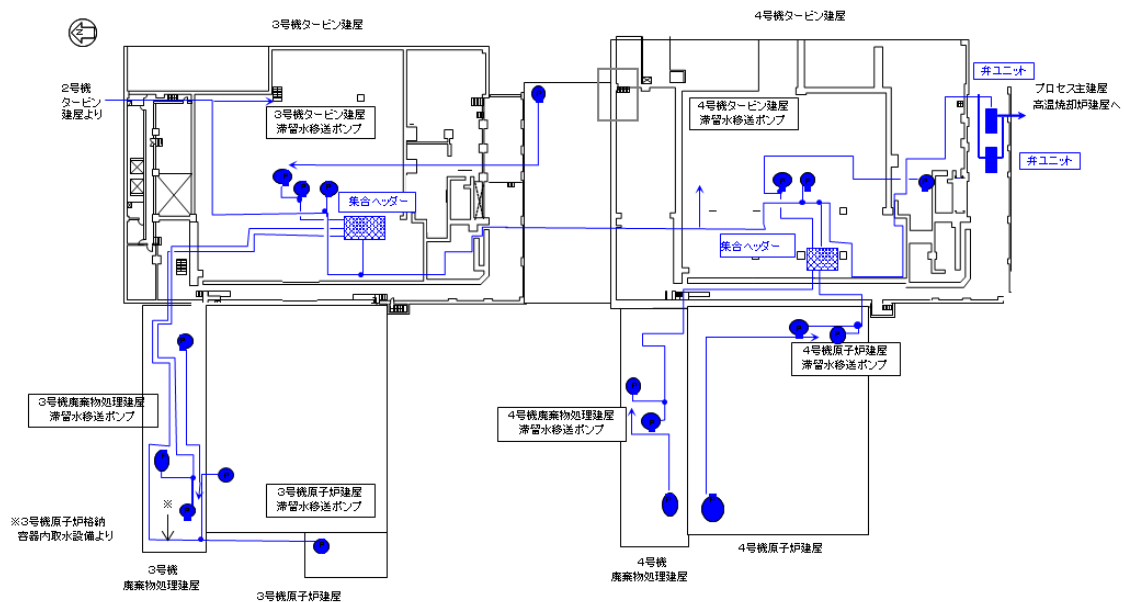 3号機タービン建屋
4号機タービン建屋
2号機
タービン
建屋より
3号機タービン建屋
滞留水移送ポンプ
4号機タービン建屋
滞留水移送ポンプ
弁ユニット
プロセス主建屋
高温焼却炉建屋へ
弁ユニット
集合ヘッダー
集合ヘッダー
4号機原子炉建屋
滞留水移送ポンプ
3号機廃棄物処理建屋
滞留水移送ポンプ
4号機廃棄物処理建屋
滞留水移送ポンプ
3号機原子炉建屋
滞留水移送ポンプ
※
※3号機原子炉格納
容器内取水設備より
3号機
廃棄物処理建屋
3号機原子炉建屋
4号機
廃棄物処理建屋
4号機原子炉建屋